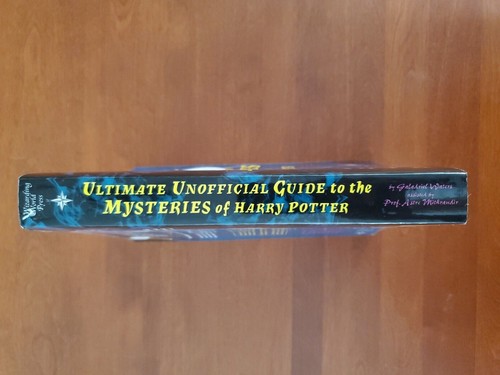 Wizarding
World
Press
ULTIMATE UNOFFICIAL GUIDE to the
MYSTERIES of HARRY POTTER
by Galadriel Waters
assisted by
Prof. Astre Mithrandir